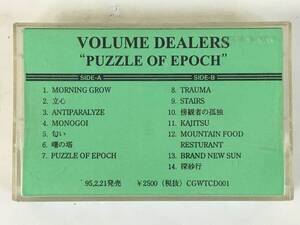 VOLUME DEALERS
"PUZZLE OF EPOCH"
SIDE-A
1. MORNING GROW
2. 立心
3. ANTIPARALYZE
4. MONOGOI
5. 匂い
6. 曙の塔
7. PUZZLE OF EPOCH
SIDE-B
8. TRAUMA
9. STAIRS
10. 傍観者の孤独
11. KAJITSU
12. MOUNTAIN FOOD
RESTURANT
13. BRAND NEW SUN
14. 探紗行
'95.2.21発売 ¥2500(税抜) CGWTCD001